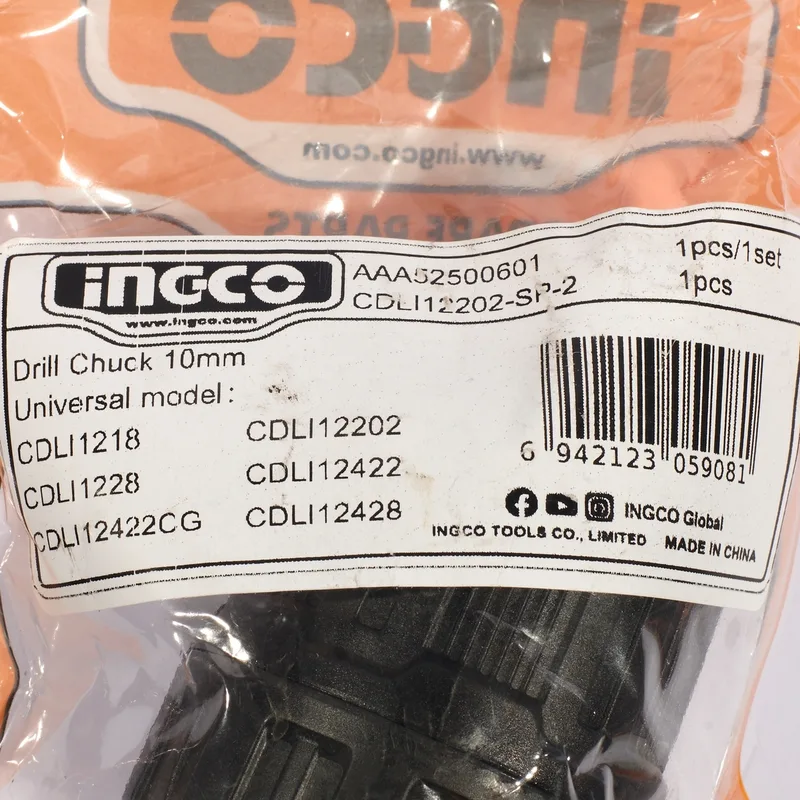 INGCO
www.ingco.com
SPARE PARTS
INGCO
www.ingco.com
AAA52500601
CDLI12202-SP-2
1pcs/1set
1pcs
Drill Chuck 10mm
Universal model:
CDLI1218 CDLI12202
CDLI1228 CDLI12422
CDLI12422CG CDLI12428
6 942123 059081
INGCO Global
INGCO TOOLS CO., LIMITED MADE IN CHINA